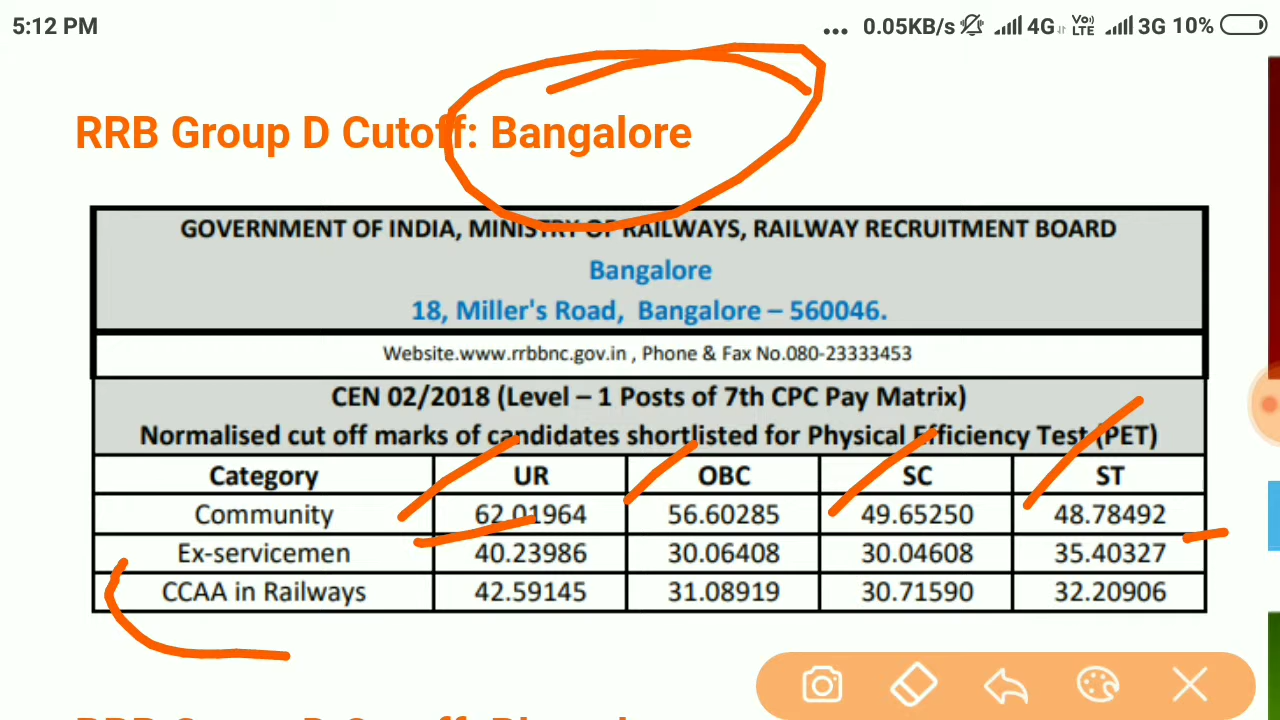 5:12 PM ... 0.05KB/s 4G VoD LTE 3G 10%
RRB Group D Cutoff: Bangalore
GOVERNMENT OF INDIA, MINISTRY OF RAILWAYS, RAILWAY RECRUITMENT BOARD
Bangalore
18, Miller's Road, Bangalore – 560046.
Website.www.rrbbnc.gov.in , Phone & Fax No.080-23333453
CEN 02/2018 (Level – 1 Posts of 7th CPC Pay Matrix)
Normalised cut off marks of candidates shortlisted for Physical Efficiency Test (PET)
Category UR OBC SC ST
Community 62.01964 56.60285 49.65250 48.78492
Ex-servicemen 40.23986 30.06408 30.04608 35.40327
CCAA in Railways 42.59145 31.08919 30.71590 32.20906